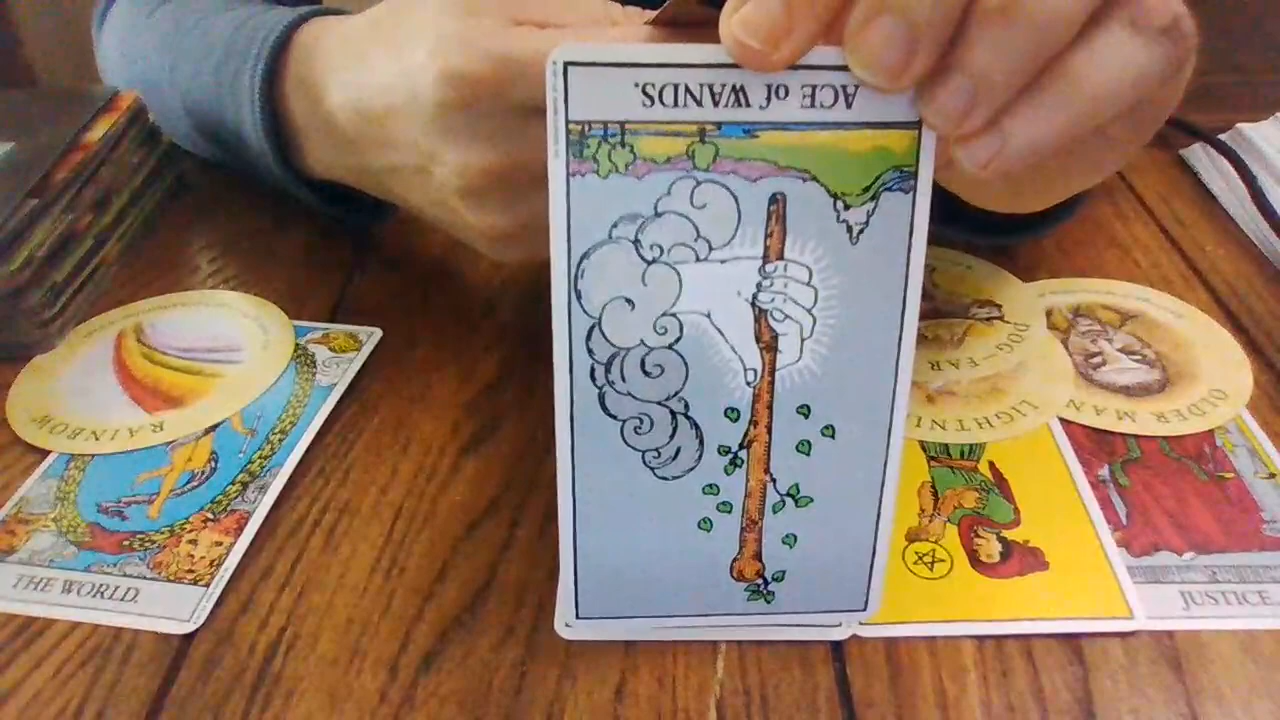 ACE of WANDS.
RAINBOW
DOG-FAR
LIGHTNI
OLDER MAN
THE WORLD.
JUSTICE.